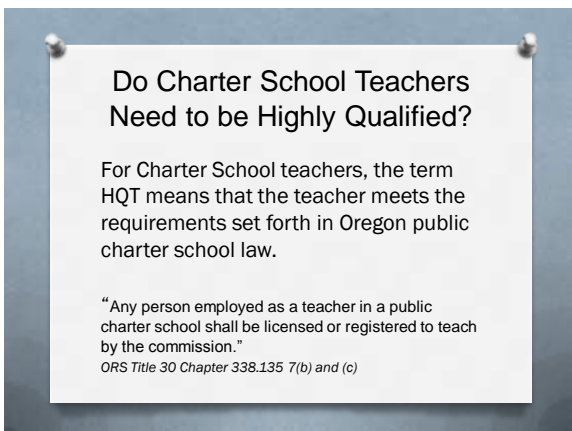 Do Charter School Teachers
Need to be Highly Qualified?
For Charter School teachers, the term
HQT means that the teacher meets the
requirements set forth in Oregon public
charter school law.
“Any person employed as a teacher in a public
charter school shall be licensed or registered to teach
by the commission.”
ORS Title 30 Chapter 338.135 7(b) and (c)